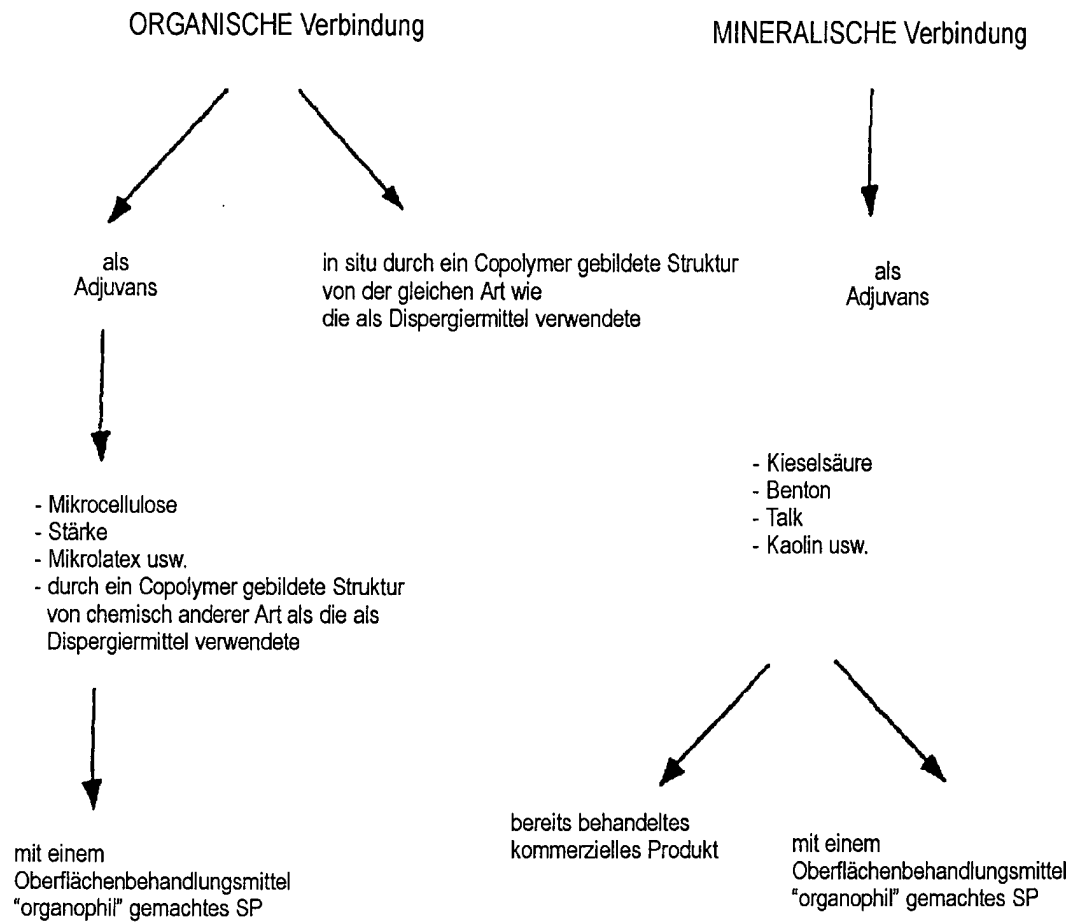 ORGANISCHE Verbindung
MINERALISCHE Verbindung
als
Adjuvans
in situ durch ein Copolymer gebildete Struktur
von der gleichen Art wie
die als Dispergiermittel verwendete
als
Adjuvans
- Mikrocellulose
- Stärke
- Mikrolatex usw.
- durch ein Copolymer gebildete Struktur
von chemisch anderer Art als die als
Dispergiermittel verwendete
- Kieselsäure
- Benton
- Talk
- Kaolin usw.
mit einem
Oberflächenbehandlungsmittel
"organophil" gemachtes SP
bereits behandeltes
kommerzielles Produkt
mit einem
Oberflächenbehandlungsmittel
"organophil" gemachtes SP